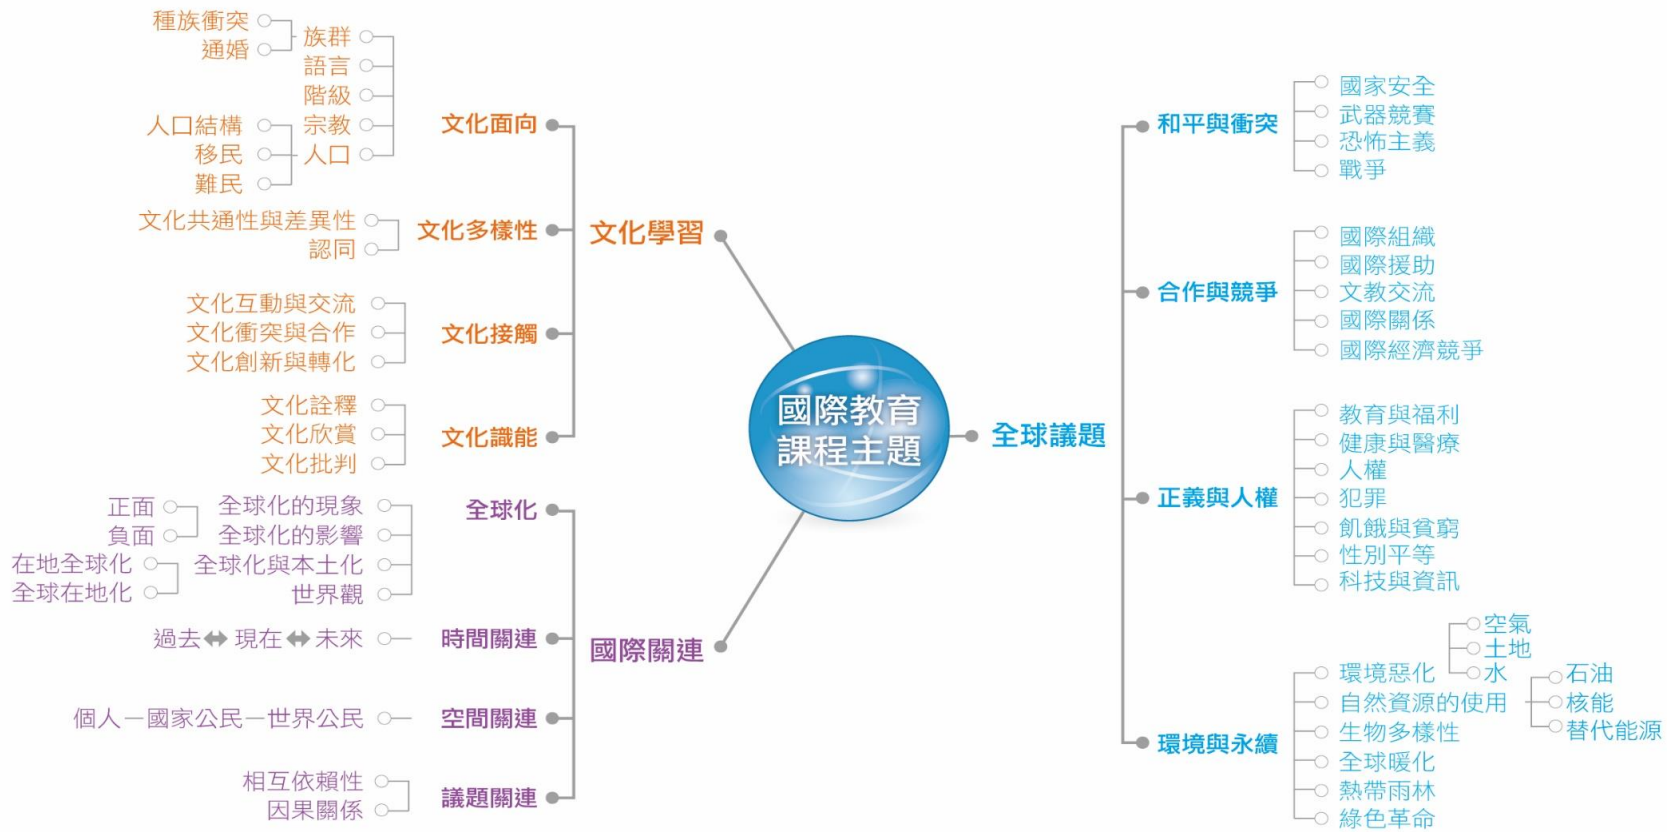 國際教育
課程主題
文化學習
文化面向
族群
種族衝突
通婚
語言
階級
宗教
人口
人口結構
移民
難民
文化多樣性
文化共通性與差異性
認同
文化接觸
文化互動與交流
文化衝突與合作
文化創新與轉化
文化識能
文化詮釋
文化欣賞
文化批判
國際關連
全球化
全球化的現象
全球化的影響
正面
負面
全球化與本土化
在地全球化
全球在地化
世界觀
時間關連
過去⬌現在⬌未來
空間關連
個人－國家公民－世界公民
議題關連
相互依賴性
因果關係
全球議題
和平與衝突
國家安全
武器競賽
恐怖主義
戰爭
合作與競爭
國際組織
國際援助
文教交流
國際關係
國際經濟競爭
正義與人權
教育與福利
健康與醫療
人權
犯罪
飢餓與貧窮
性別平等
科技與資訊
環境與永續
環境惡化
空氣
土地
水
自然資源的使用
石油
核能
替代能源
生物多樣性
全球暖化
熱帶雨林
綠色革命